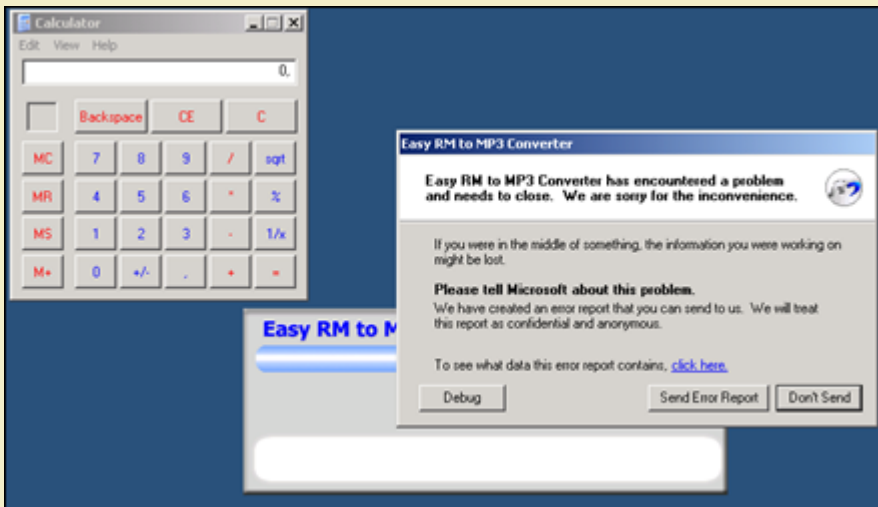 Calculator
Edit View Help
0,
Backspace CE C
MC 7 8 9 / sqrt
MR 4 5 6 * %
MS 1 2 3 - 1/x
M+ 0 +/- , + =
Easy RM to MP3 Converter
Easy RM to MP3 Converter has encountered a problem
and needs to close. We are sorry for the inconvenience.
If you were in the middle of something, the information you were working on
might be lost.
Please tell Microsoft about this problem.
We have created an error report that you can send to us. We will treat
this report as confidential and anonymous.
To see what data this error report contains, click here.
Debug Send Error Report Don't Send
Easy RM to M